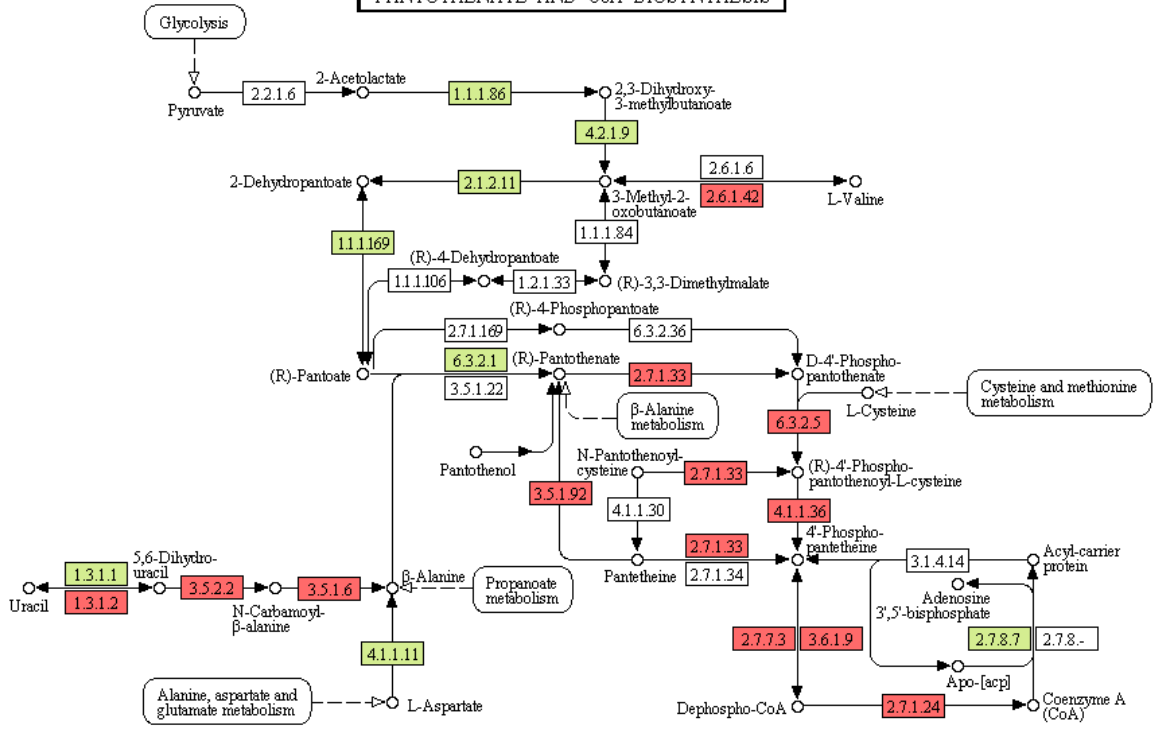 PANTOTHENATE AND CoA BIOSYNTHESIS
Glycolysis
2-Acetolactate
Pyruvate
2.2.1.6
1.1.1.86
2,3-Dihydroxy-
3-methylbutanoate
4.2.1.9
2-Dehydropantoate
2.1.2.11
2.6.1.6
2.6.1.42
L-Valine
3-Methyl-2-
oxobutanoate
1.1.1.84
1.1.1.169
(R)-4-Dehydropantoate
1.1.1.106
1.2.1.33
(R)-3,3-Dimethylmalate
(R)-4-Phosphopantoate
2.7.1.169
6.3.2.36
6.3.2.1
(R)-Pantothenate
D-4'-Phospho-
pantothenate
(R)-Pantoate
3.5.1.22
2.7.1.33
Cysteine and methionine
metabolism
L-Cysteine
β-Alanine
metabolism
6.3.2.5
Pantothenol
N-Pantothenoyl-
cysteine
2.7.1.33
(R)-4'-Phospho-
pantothenoyl-L-cysteine
3.5.1.92
4.1.1.30
4.1.1.36
4'-Phospho-
pantetheine
2.7.1.33
Pantetheine
2.7.1.34
3.1.4.14
Acyl-carrier
protein
5,6-Dihydro-
uracil
1.3.1.1
1.3.1.2
Uracil
3.5.2.2
N-Carbamoyl-
β-alanine
3.5.1.6
β-Alanine
Propanoate
metabolism
Adenosine
3',5'-bisphosphate
2.7.7.3
3.6.1.9
2.7.8.7
2.7.8.-
4.1.1.11
Apo-[acp]
Alanine, aspartate and
glutamate metabolism
L-Aspartate
Dephospho-CoA
2.7.1.24
Coenzyme A
(CoA)